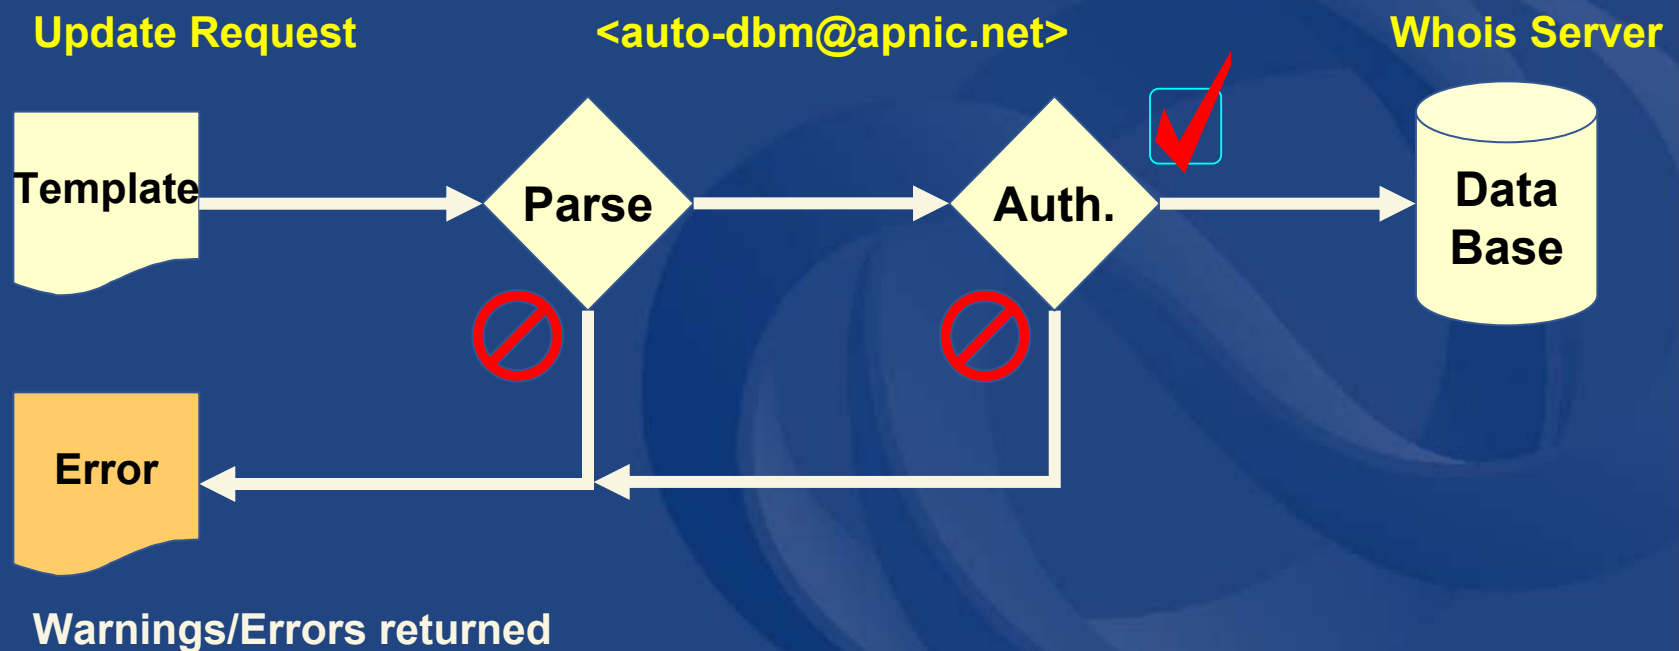 Update Request
<auto-dbm@apnic.net>
Whois Server
Template
Parse
Auth.
Data
Base
Error
Warnings/Errors returned